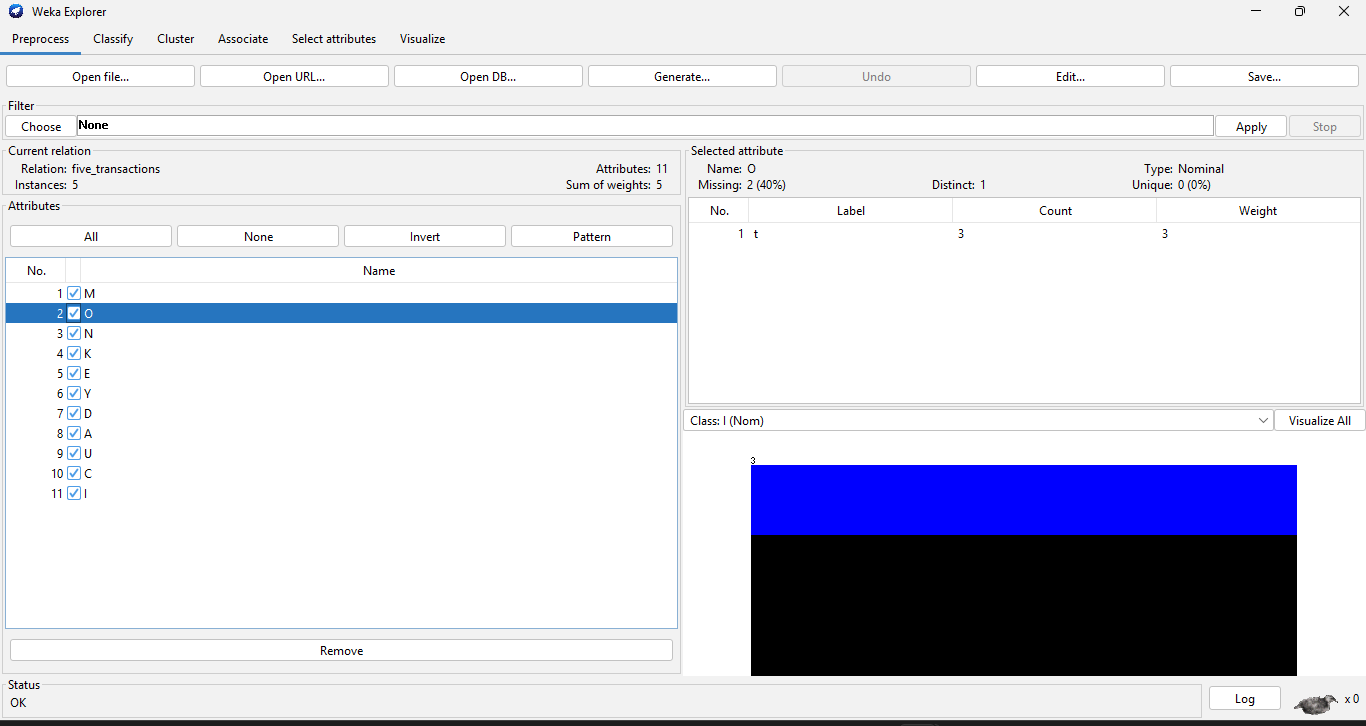 Weka Explorer
Preprocess Classify Cluster Associate Select attributes Visualize
Open file... Open URL... Open DB... Generate... Undo Edit... Save...
Filter
Choose None Apply Stop
Current relation
Relation: five_transactions Attributes: 11
Instances: 5 Sum of weights: 5
Attributes
All None Invert Pattern
No. Name
1 M
2 O
3 N
4 K
5 E
6 Y
7 D
8 A
9 U
10 C
11 I
Remove
Selected attribute
Name: O Type: Nominal
Missing: 2 (40%) Distinct: 1 Unique: 0 (0%)
No. Label Count Weight
1 t 3 3
Class: I (Nom) Visualize All
3
Status
OK
Log x 0